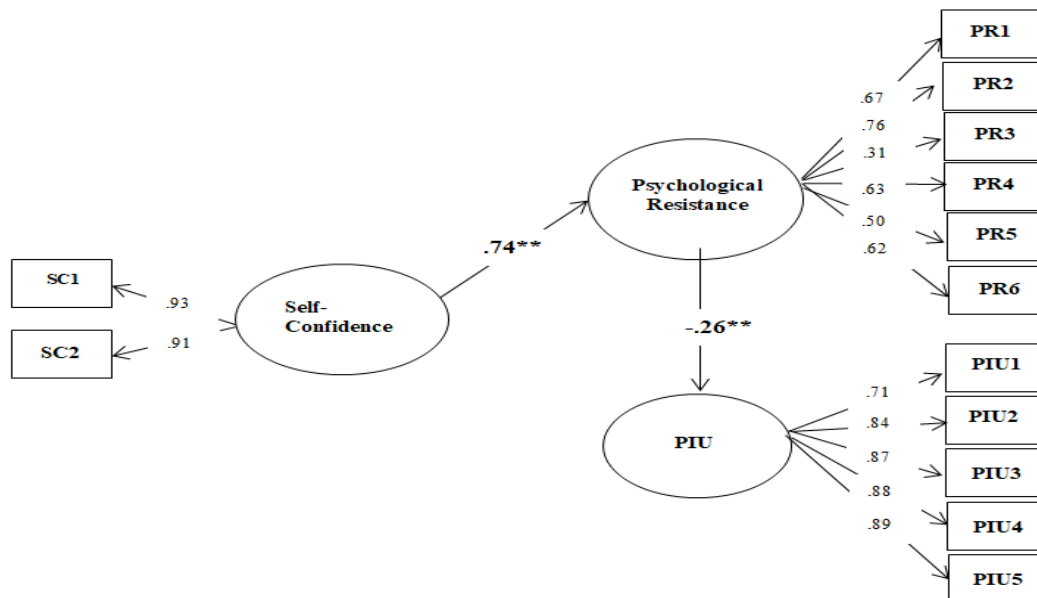 PR1
.67
PR2
.76
PR3
.31
Psychological
Resistance
.63
PR4
.50
PR5
.62
PR6
.74**
SC1
.93
Self-
Confidence
.91
SC2
-.26**
PIU1
.71
PIU2
.84
PIU
.87
PIU3
.88
PIU4
.89
PIU5